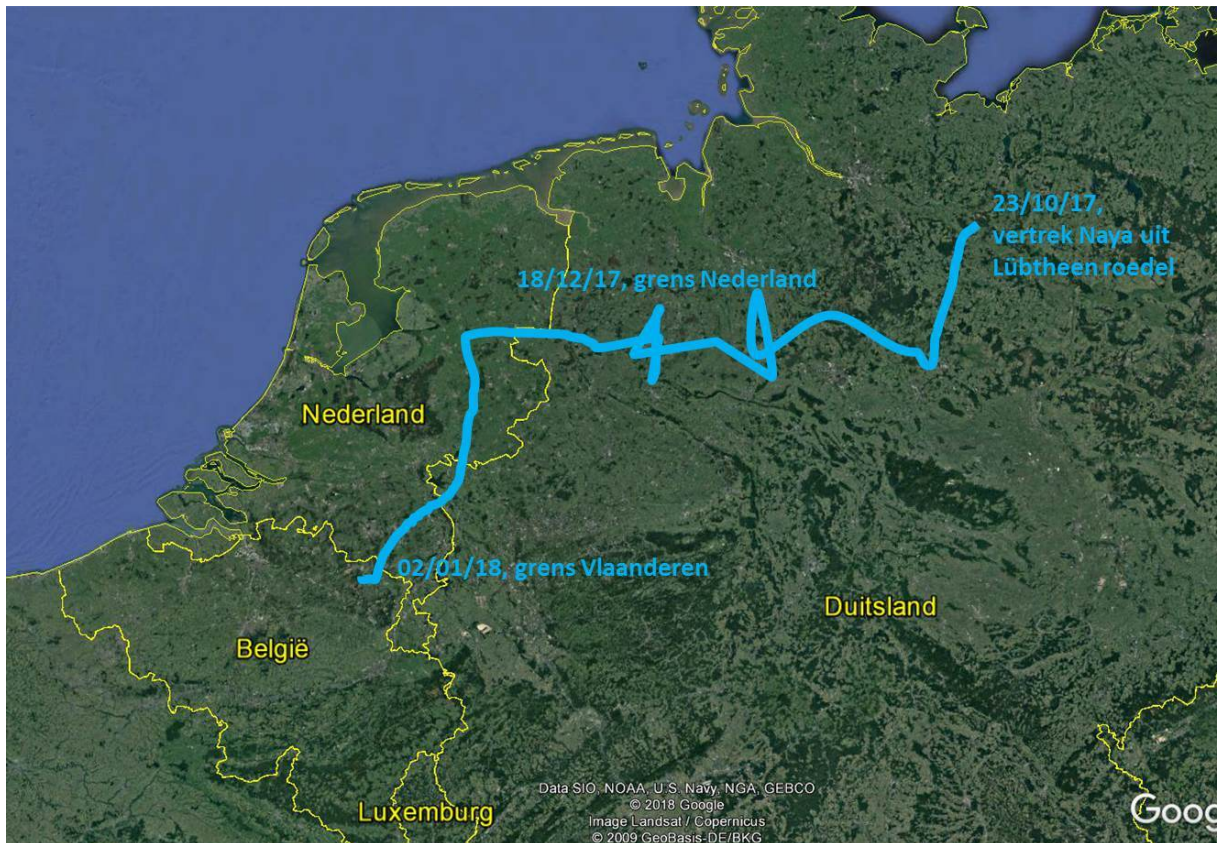 23/10/17,
vertrek Naya uit
Lübtheen roedel
18/12/17, grens Nederland
Nederland
02/01/18, grens Vlaanderen
Duitsland
België
Luxemburg
Data SIO, NOAA, U.S. Navy, NGA, GEBCO
© 2018 Google
Image Landsat / Copernicus
© 2009 GeoBasis-DE/BKG
Goog